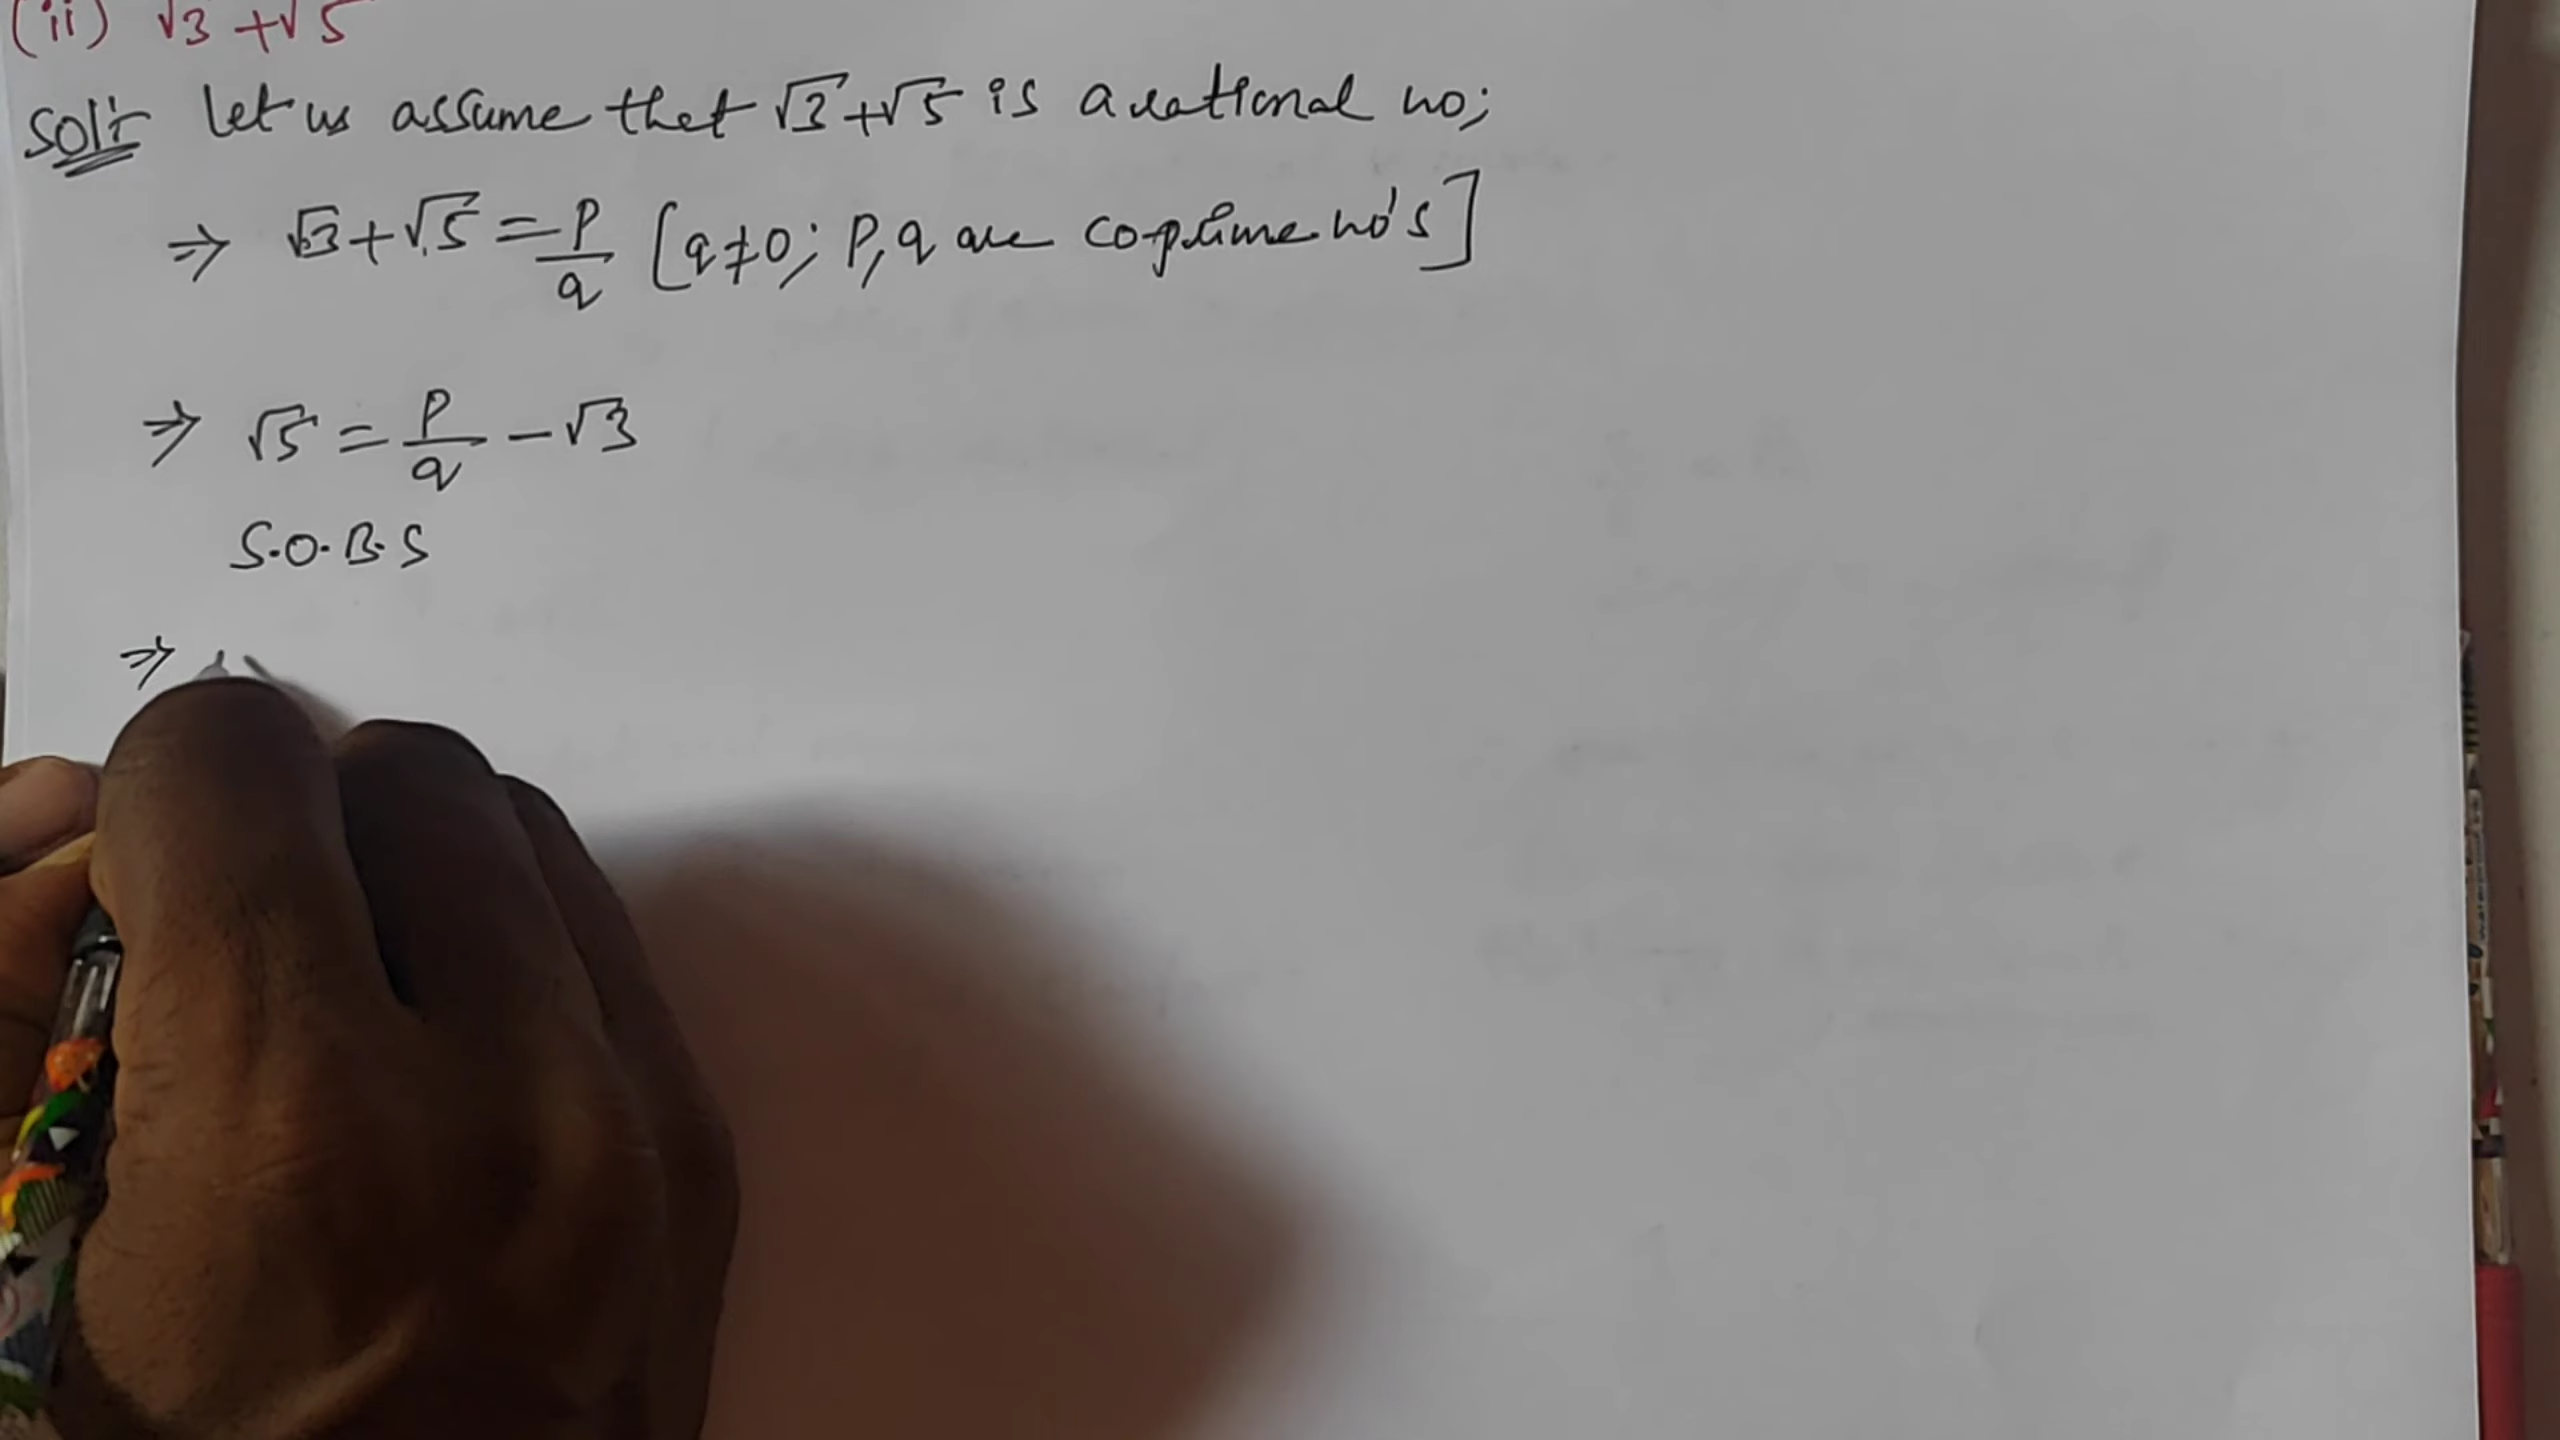 (ii) √3 + √5
Sol:- let us assume that √3 + √5 is a rational no;
⇒ √3 + √5 = p/q [q ≠ 0; p, q are co-prime no's]
⇒ √5 = p/q - √3
S.O.B.S
⇒